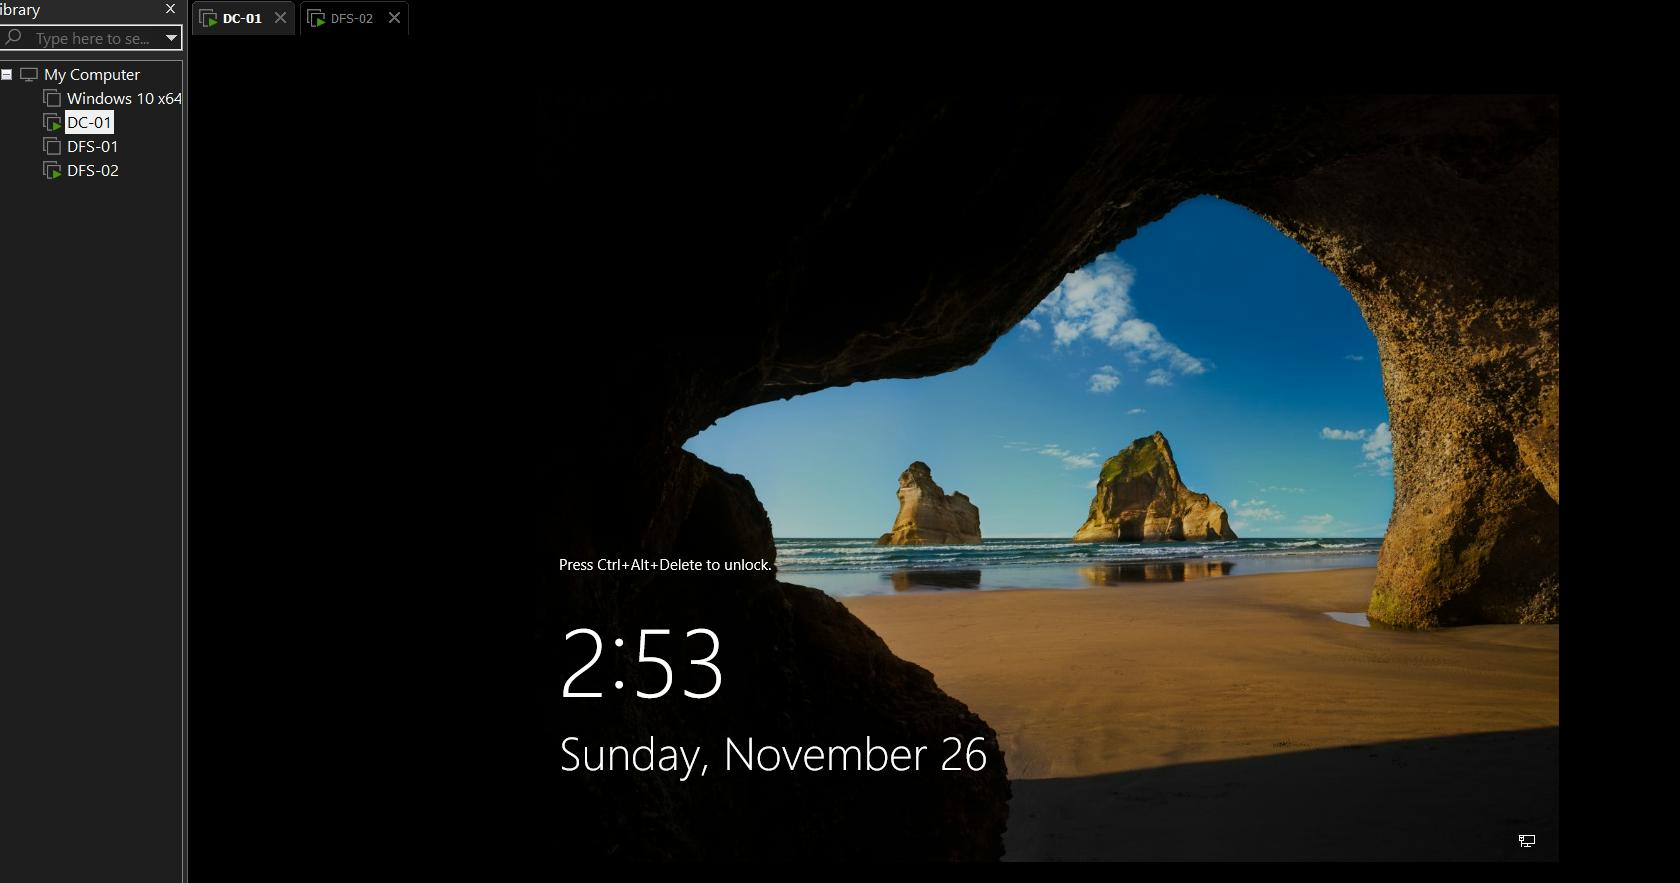 ibrary
Type here to se...
My Computer
Windows 10 x64
DC-01
DFS-01
DFS-02
DC-01
DFS-02
Press Ctrl+Alt+Delete to unlock.
2:53
Sunday, November 26